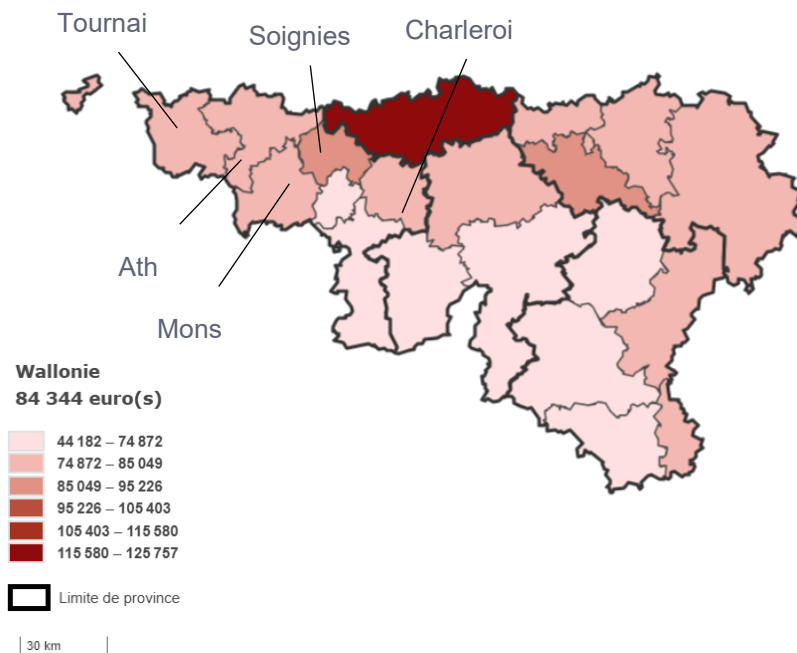 Tournai
Soignies
Charleroi
Ath
Mons
Wallonie
84 344 euro(s)
44 182 – 74 872
74 872 – 85 049
85 049 – 95 226
95 226 – 105 403
105 403 – 115 580
115 580 – 125 757
Limite de province
30 km